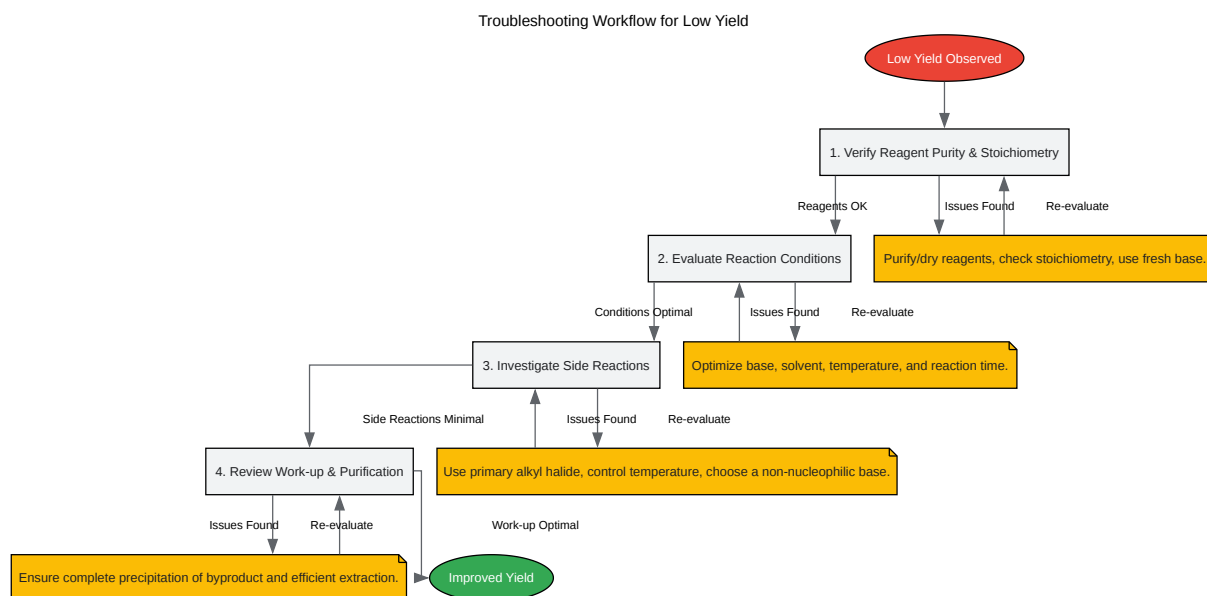 Troubleshooting Workflow for Low Yield
Low Yield Observed
1. Verify Reagent Purity & Stoichiometry
Reagents OK
Issues Found
Re-evaluate
2. Evaluate Reaction Conditions
Purify/dry reagents, check stoichiometry, use fresh base.
Conditions Optimal
Issues Found
Re-evaluate
3. Investigate Side Reactions
Optimize base, solvent, temperature, and reaction time.
Side Reactions Minimal
Issues Found
Re-evaluate
4. Review Work-up & Purification
Use primary alkyl halide, control temperature, choose a non-nucleophilic base.
Issues Found
Re-evaluate
Work-up Optimal
Ensure complete precipitation of byproduct and efficient extraction.
Improved Yield